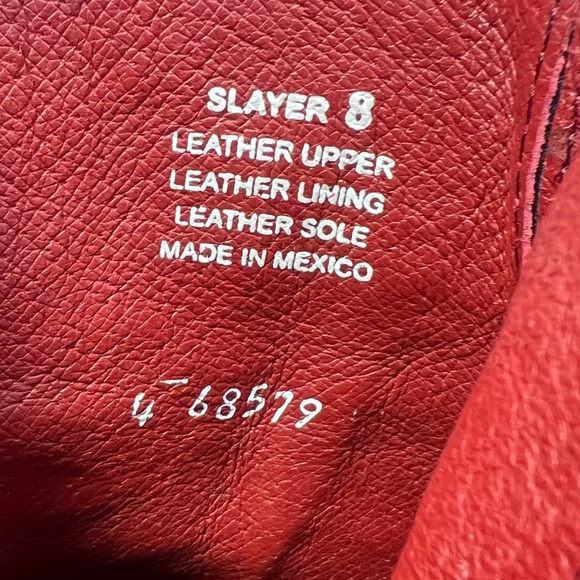 SLAYER 8
LEATHER UPPER
LEATHER LINING
LEATHER SOLE
MADE IN MEXICO
4-68579